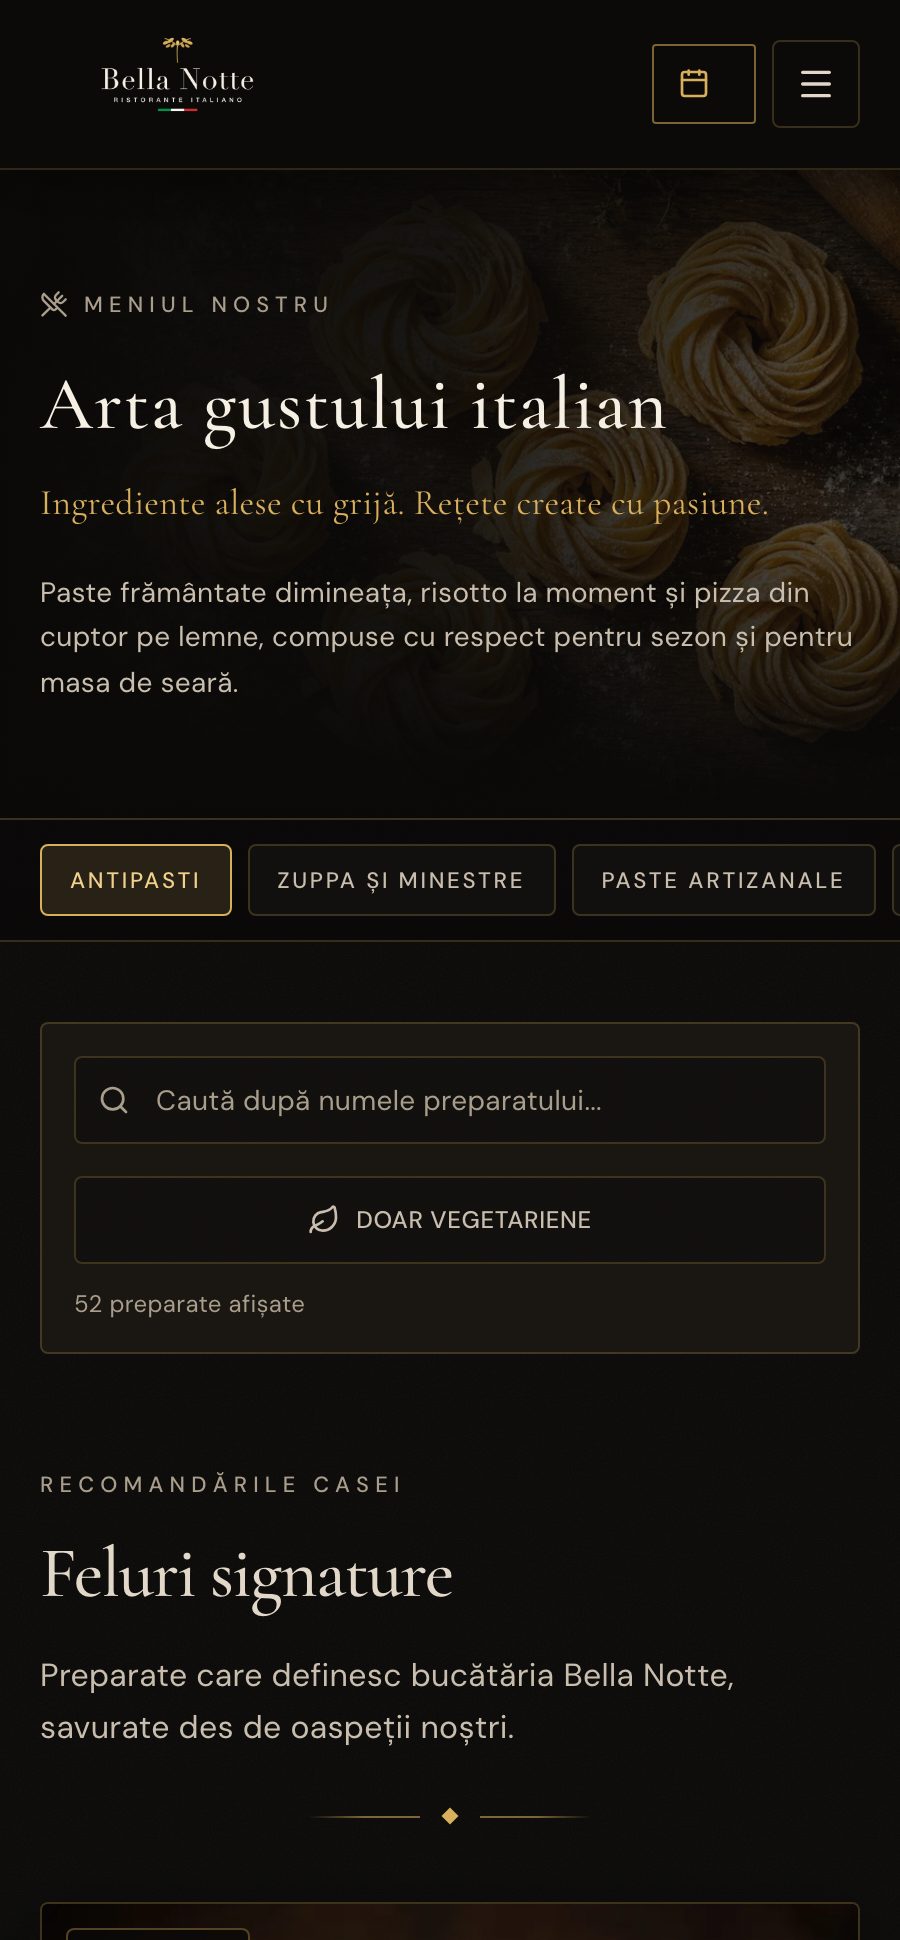 Bella Notte
RISTORANTE ITALIANO
MENIUL NOSTRU
Arta gustului italian
Ingrediente alese cu grijă. Rețete create cu pasiune.
Paste frământate dimineața, risotto la moment și pizza din
cuptor pe lemne, compuse cu respect pentru sezon și pentru
masa de seară.
ANTIPASTI
ZUPPA ȘI MINESTRE
PASTE ARTIZANALE
Caută după numele preparatului...
DOAR VEGETARIENE
52 preparate afișate
RECOMANDĂRILE CASEI
Feluri signature
Preparate care definesc bucătăria Bella Notte,
savurate des de oaspeții noștri.